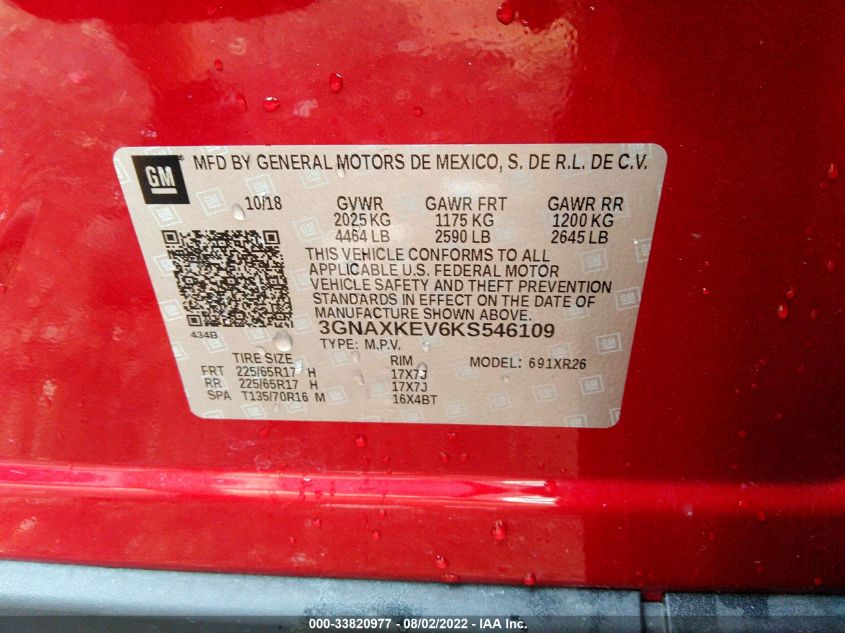 GM
MFD BY GENERAL MOTORS DE MEXICO, S. DE R.L. DE C.V.
10/18 GVWR GAWR FRT GAWR RR
2025 KG 1175 KG 1200 KG
4464 LB 2590 LB 2645 LB
THIS VEHICLE CONFORMS TO ALL
APPLICABLE U.S. FEDERAL MOTOR
VEHICLE SAFETY AND THEFT PREVENTION
STANDARDS IN EFFECT ON THE DATE OF
MANUFACTURE SHOWN ABOVE.
434B
3GNAXKEV6KS546109
TYPE: M.P.V.
TIRE SIZE RIM MODEL: 691XR26
FRT 225/65R17 H 17X7J
RR 225/65R17 H 17X7J
SPA T135/70R16 M 16X4BT
000-33820977 - 08/02/2022 - IAA Inc.